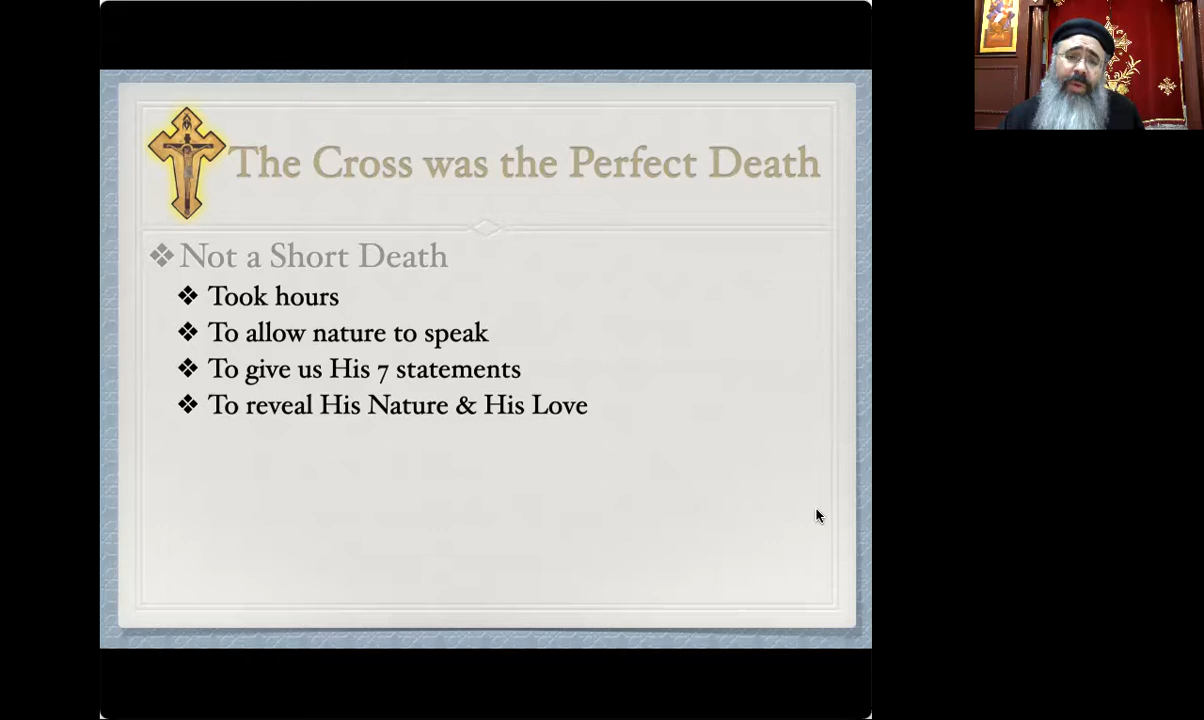 The Cross was the Perfect Death
❖ Not a Short Death
❖ Took hours
❖ To allow nature to speak
❖ To give us His 7 statements
❖ To reveal His Nature & His Love